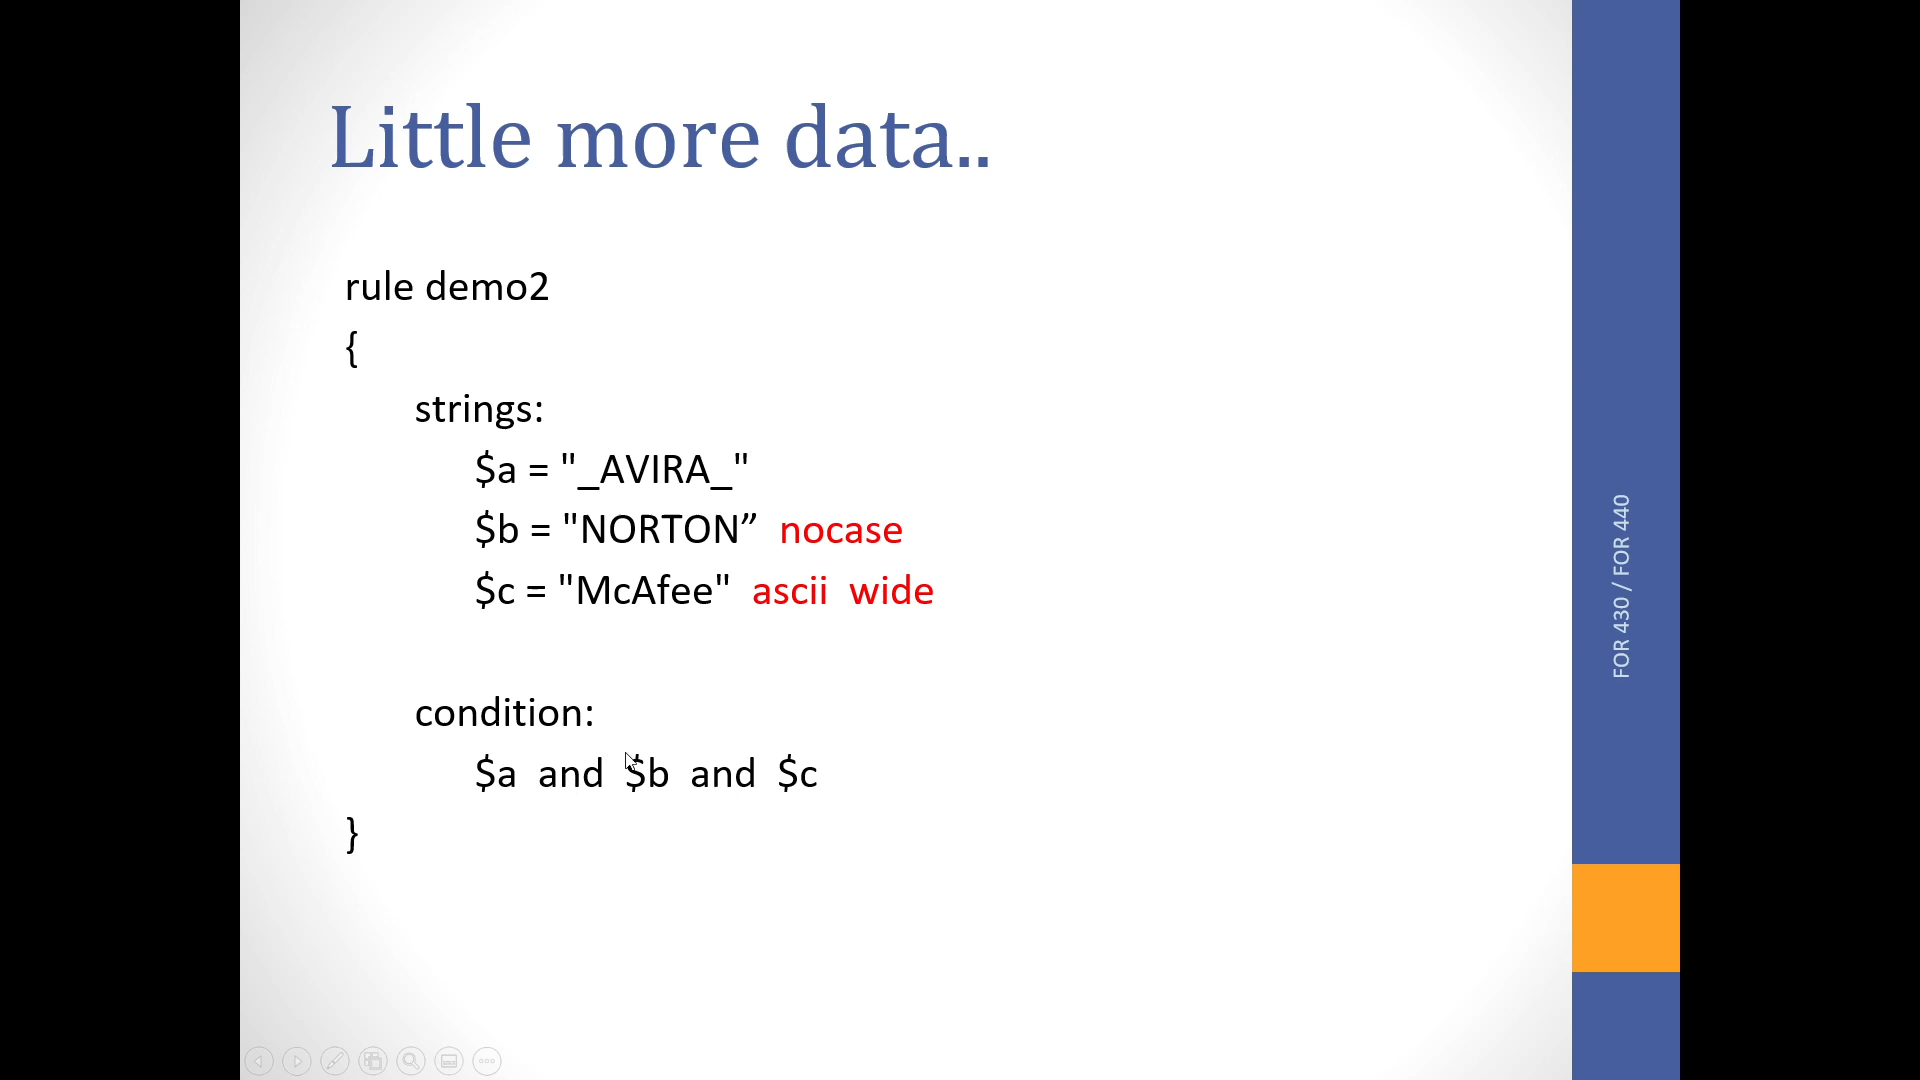 Little more data..
rule demo2
{
strings:
$a = "_AVIRA_"
$b = "NORTON” nocase
$c = "McAfee" ascii wide
condition:
$a and $b and $c
}
FOR 430 / FOR 440